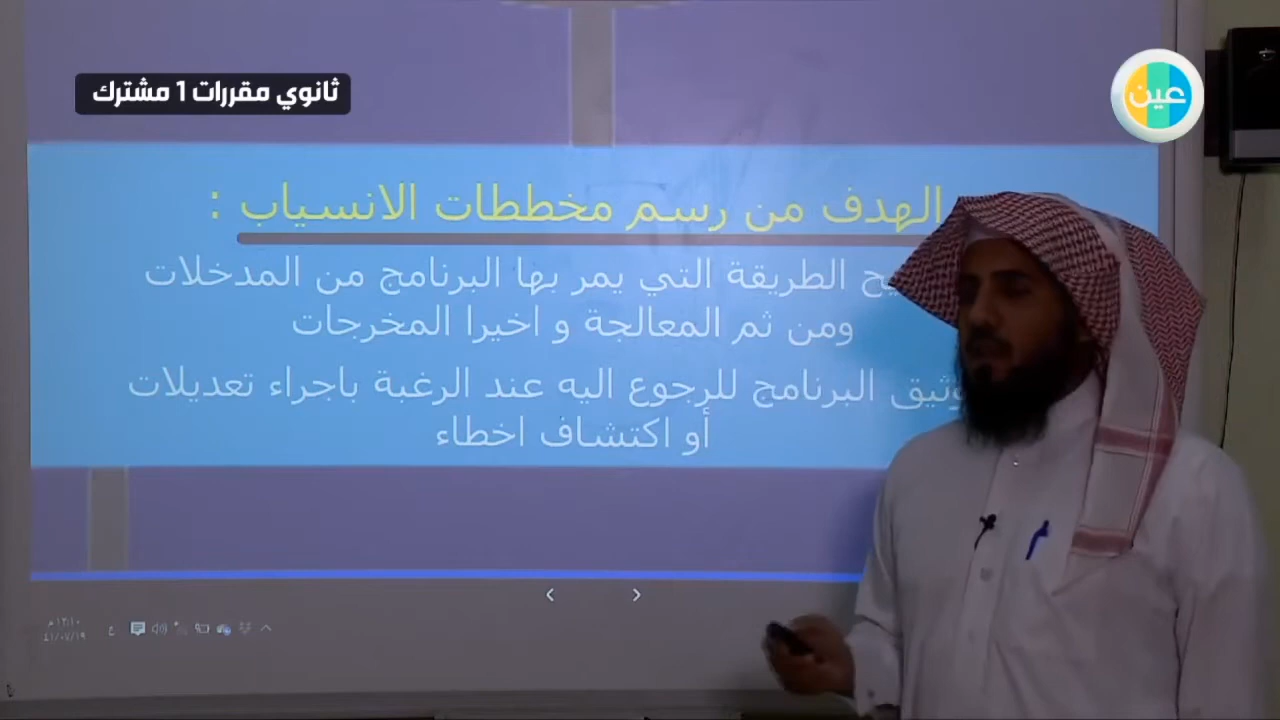 ثانوي مقررات 1 مشترك
عين
الهدف من رسم مخططات الانسياب :
الطريقة التي يمر بها البرنامج من المدخلات
ومن ثم المعالجة و اخيرا المخرجات
البرنامج للرجوع اليه عند الرغبة باجراء تعديلات
أو اكتشاف اخطاء